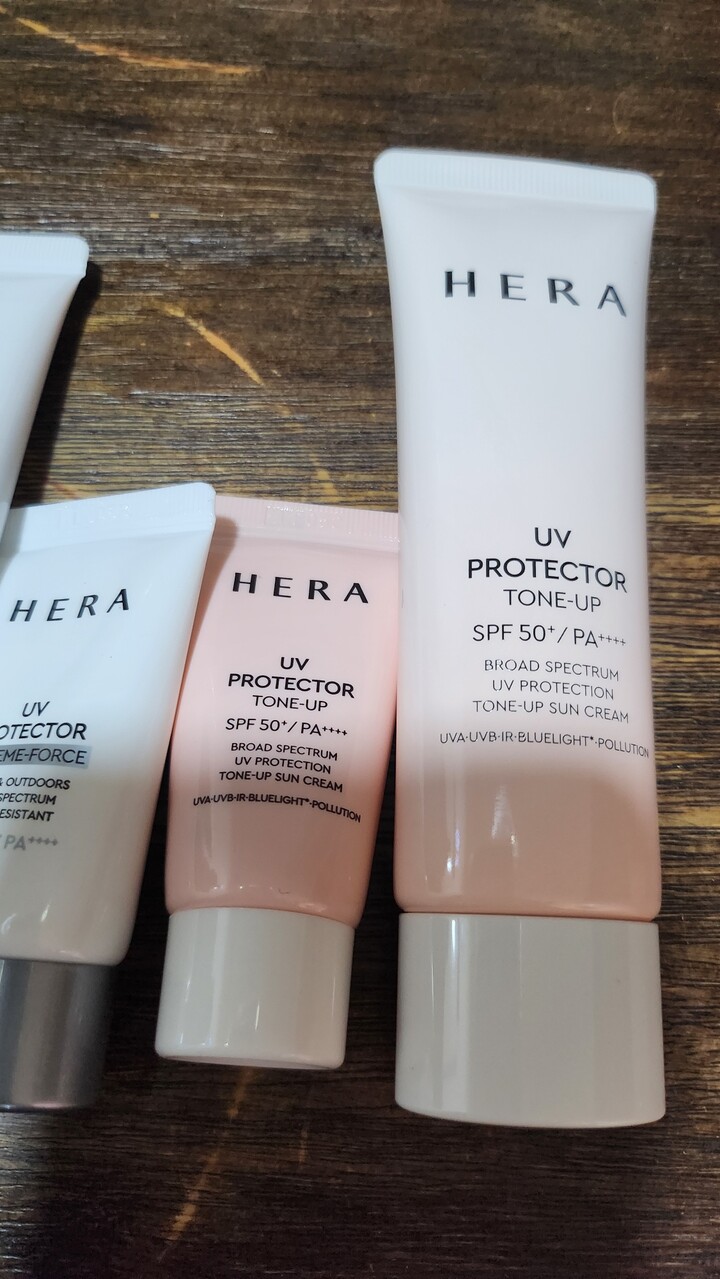 HERA
UV
PROTECTOR
TONE-UP
SPF 50+/ PA++++
BROAD SPECTRUM
UV PROTECTION
TONE-UP SUN CREAM
UVA·UVB·IR·BLUELIGHT*·POLLUTION
HERA
UV
PROTECTOR
TONE-UP
SPF 50+/ PA++++
BROAD SPECTRUM
UV PROTECTION
TONE-UP SUN CREAM
UVA·UVB·IR·BLUELIGHT*·POLLUTION
HERA
UV
OTECTOR
EME-FORCE
& OUTDOORS
SPECTRUM
ESISTANT
/ PA++++